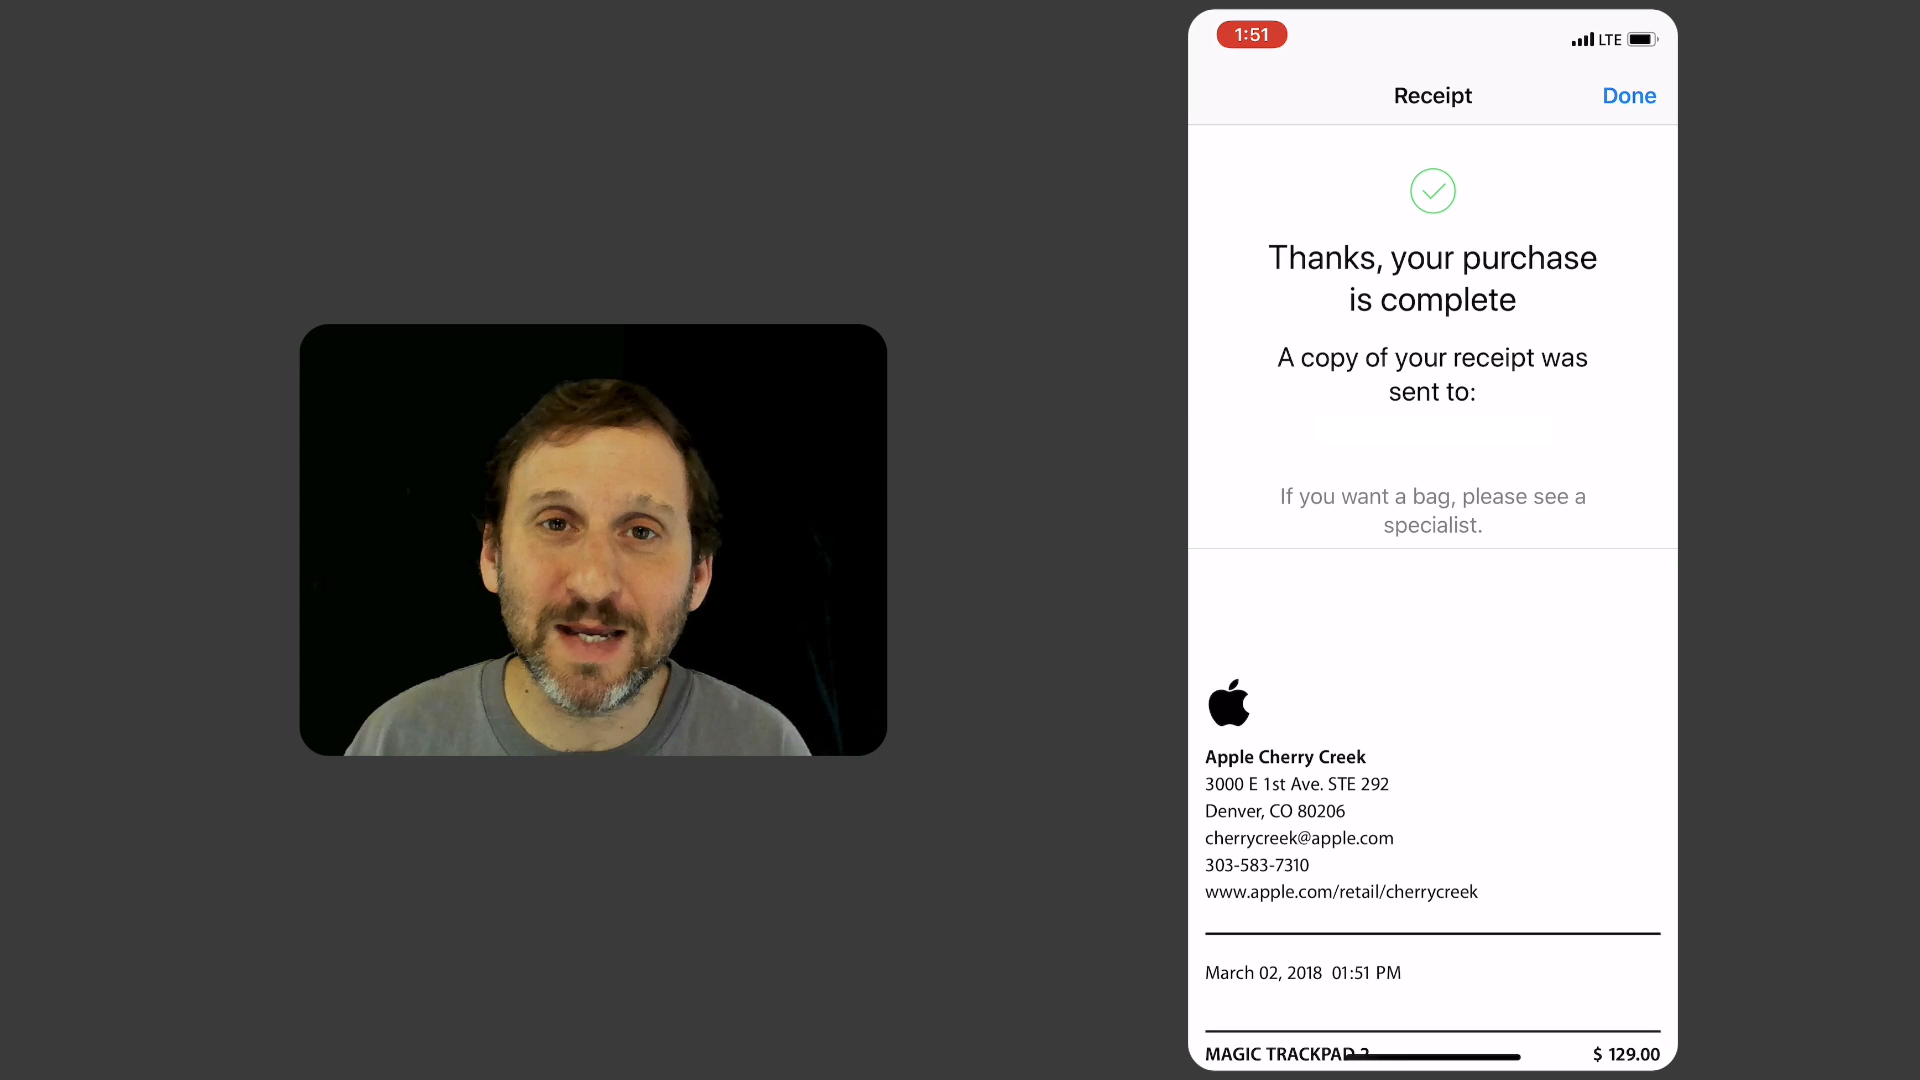 1:51
LTE
Receipt
Done
Thanks, your purchase
is complete
A copy of your receipt was
sent to:
If you want a bag, please see a
specialist.
Apple Cherry Creek
3000 E 1st Ave. STE 292
Denver, CO 80206
cherrycreek@apple.com
303-583-7310
www.apple.com/retail/cherrycreek
March 02, 2018 01:51 PM
MAGIC TRACKPAD 2 $ 129.00